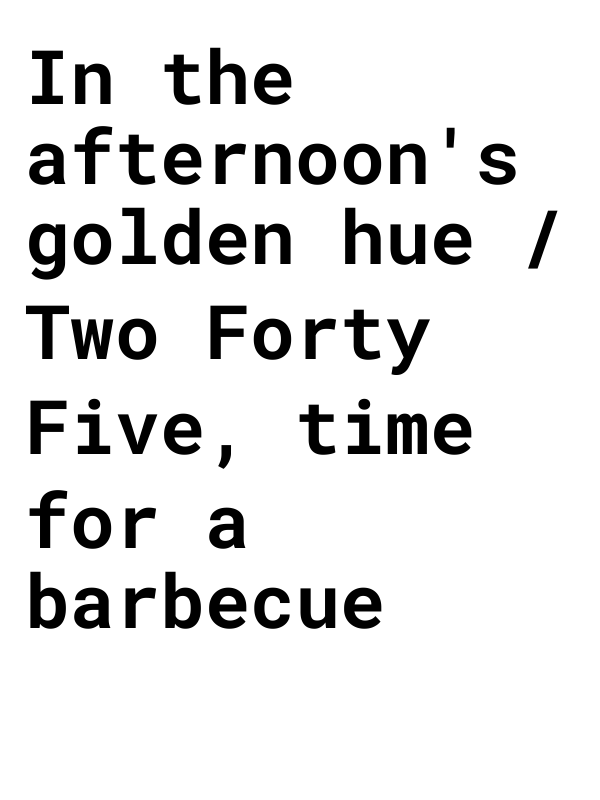 In the
afternoon's
golden hue /
Two Forty
Five, time
for a
barbecue